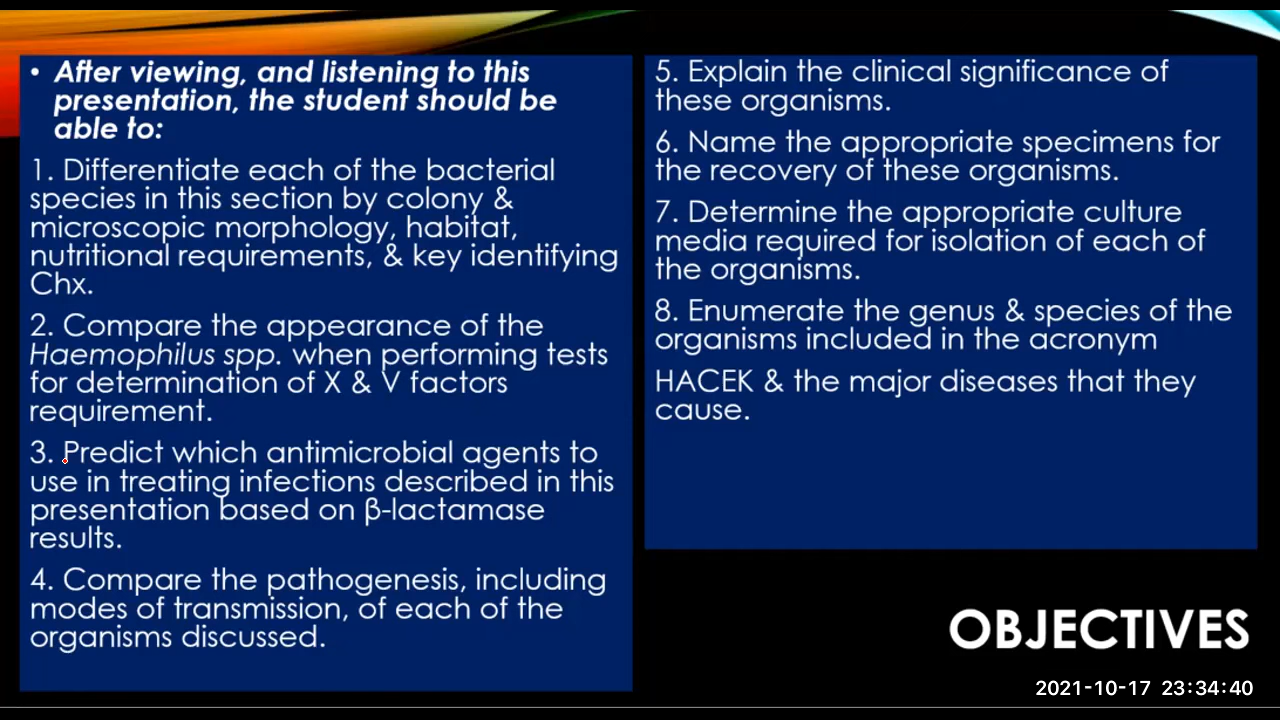 • After viewing, and listening to this
presentation, the student should be
able to:
1. Differentiate each of the bacterial
species in this section by colony &
microscopic morphology, habitat,
nutritional requirements, & key identifying
Chx.
2. Compare the appearance of the
Haemophilus spp. when performing tests
for determination of X & V factors
requirement.
3. Predict which antimicrobial agents to
use in treating infections described in this
presentation based on β-lactamase
results.
4. Compare the pathogenesis, including
modes of transmission, of each of the
organisms discussed.
5. Explain the clinical significance of
these organisms.
6. Name the appropriate specimens for
the recovery of these organisms.
7. Determine the appropriate culture
media required for isolation of each of
the organisms.
8. Enumerate the genus & species of the
organisms included in the acronym
HACEK & the major diseases that they
cause.
OBJECTIVES
2021-10-17 23:34:40